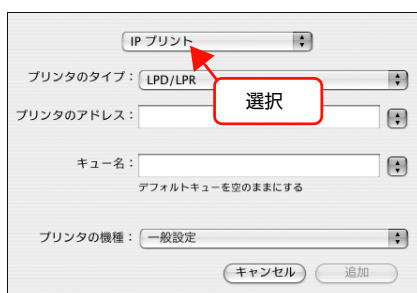 IP プリント
プリンタのタイプ： LPD/LPR
選択
プリンタのアドレス：
キュー名：
デフォルトキューを空のままにする
プリンタの機種： 一般設定
キャンセル 追加